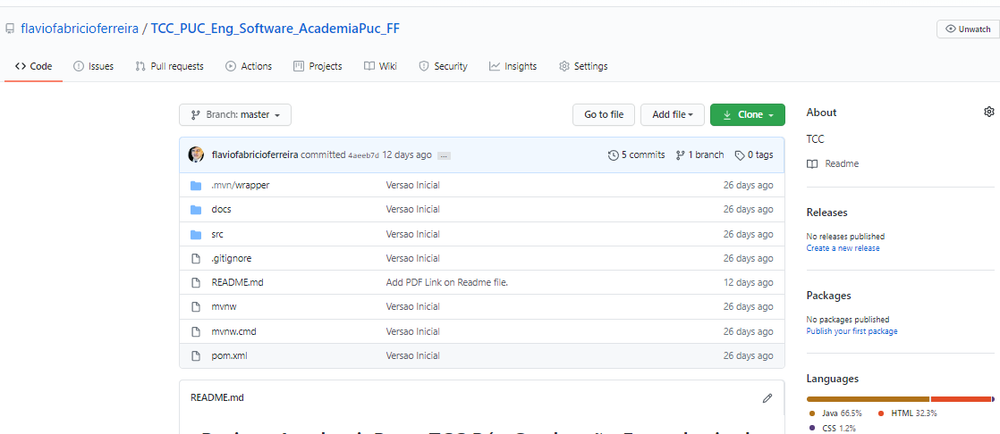 flaviofabricioferreira / TCC_PUC_Eng_Software_AcademiaPuc_FF
Unwatch
Code Issues Pull requests Actions Projects Wiki Security Insights Settings
Branch: master Go to file Add file Clone
flaviofabricioferreira committed 4aeeb7d 12 days ago ... 5 commits 1 branch 0 tags
.mvn/wrapper Versao Inicial 26 days ago
docs Versao Inicial 26 days ago
src Versao Inicial 26 days ago
.gitignore Versao Inicial 26 days ago
README.md Add PDF Link on Readme file. 12 days ago
mvnw Versao Inicial 26 days ago
mvnw.cmd Versao Inicial 26 days ago
pom.xml Versao Inicial 26 days ago
README.md
About
TCC
Readme
Releases
No releases published
Create a new release
Packages
No packages published
Publish your first package
Languages
Java 66.5% HTML 32.3%
CSS 1.2%